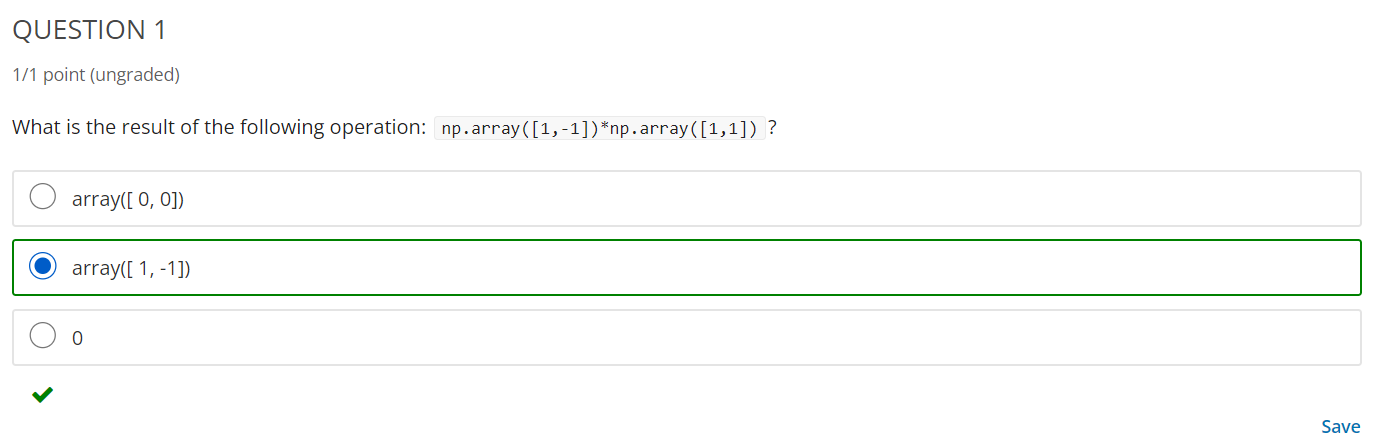 QUESTION 1
1/1 point (ungraded)
What is the result of the following operation: np.array([1,-1])*np.array([1,1]) ?
array([ 0, 0])
array([ 1, -1])
0
Save